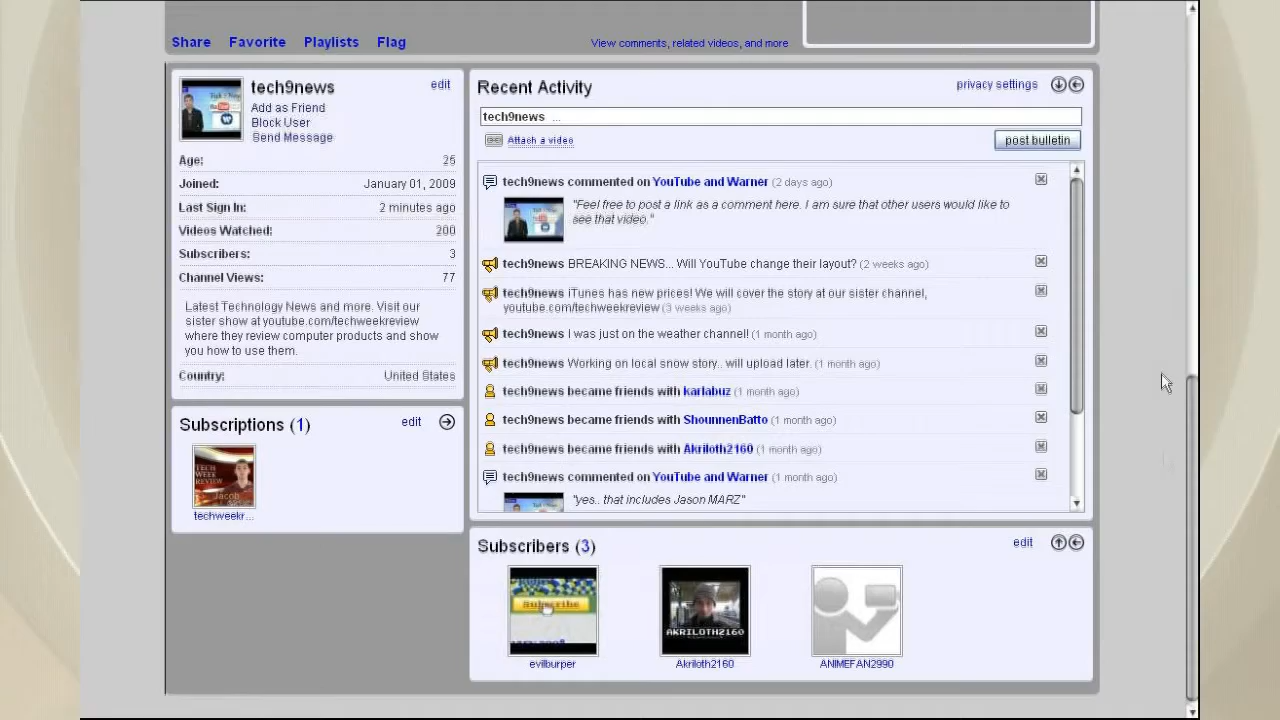 Share Favorite Playlists Flag
View comments, related videos, and more
tech9news
edit
Add as Friend
Block User
Send Message
Age: 25
Joined: January 01, 2009
Last Sign In: 2 minutes ago
Videos Watched: 200
Subscribers: 3
Channel Views: 77
Latest Technology News and more. Visit our
sister show at youtube.com/techweekreview
where they review computer products and show
you how to use them.
Country: United States
Subscriptions (1)
edit
TECH
WEEK
REVIEW
Jacob
techweekr...
Recent Activity
privacy settings
tech9news ...
Attach a video
post bulletin
tech9news commented on YouTube and Warner (2 days ago)
"Feel free to post a link as a comment here. I am sure that other users would like to
see that video."
tech9news BREAKING NEWS... Will YouTube change their layout? (2 weeks ago)
tech9news iTunes has new prices! We will cover the story at our sister channel,
youtube.com/techweekreview (3 weeks ago)
tech9news I was just on the weather channel! (1 month ago)
tech9news Working on local snow story.. will upload later. (1 month ago)
tech9news became friends with karlabuz (1 month ago)
tech9news became friends with ShounnenBatto (1 month ago)
tech9news became friends with Akriloth2160 (1 month ago)
tech9news commented on YouTube and Warner (1 month ago)
"yes.. that includes Jason MARZ"
Subscribers (3)
edit
Subscribe
evilburper
AKRILOTH2160
Akriloth2160
ANIMEFAN2990